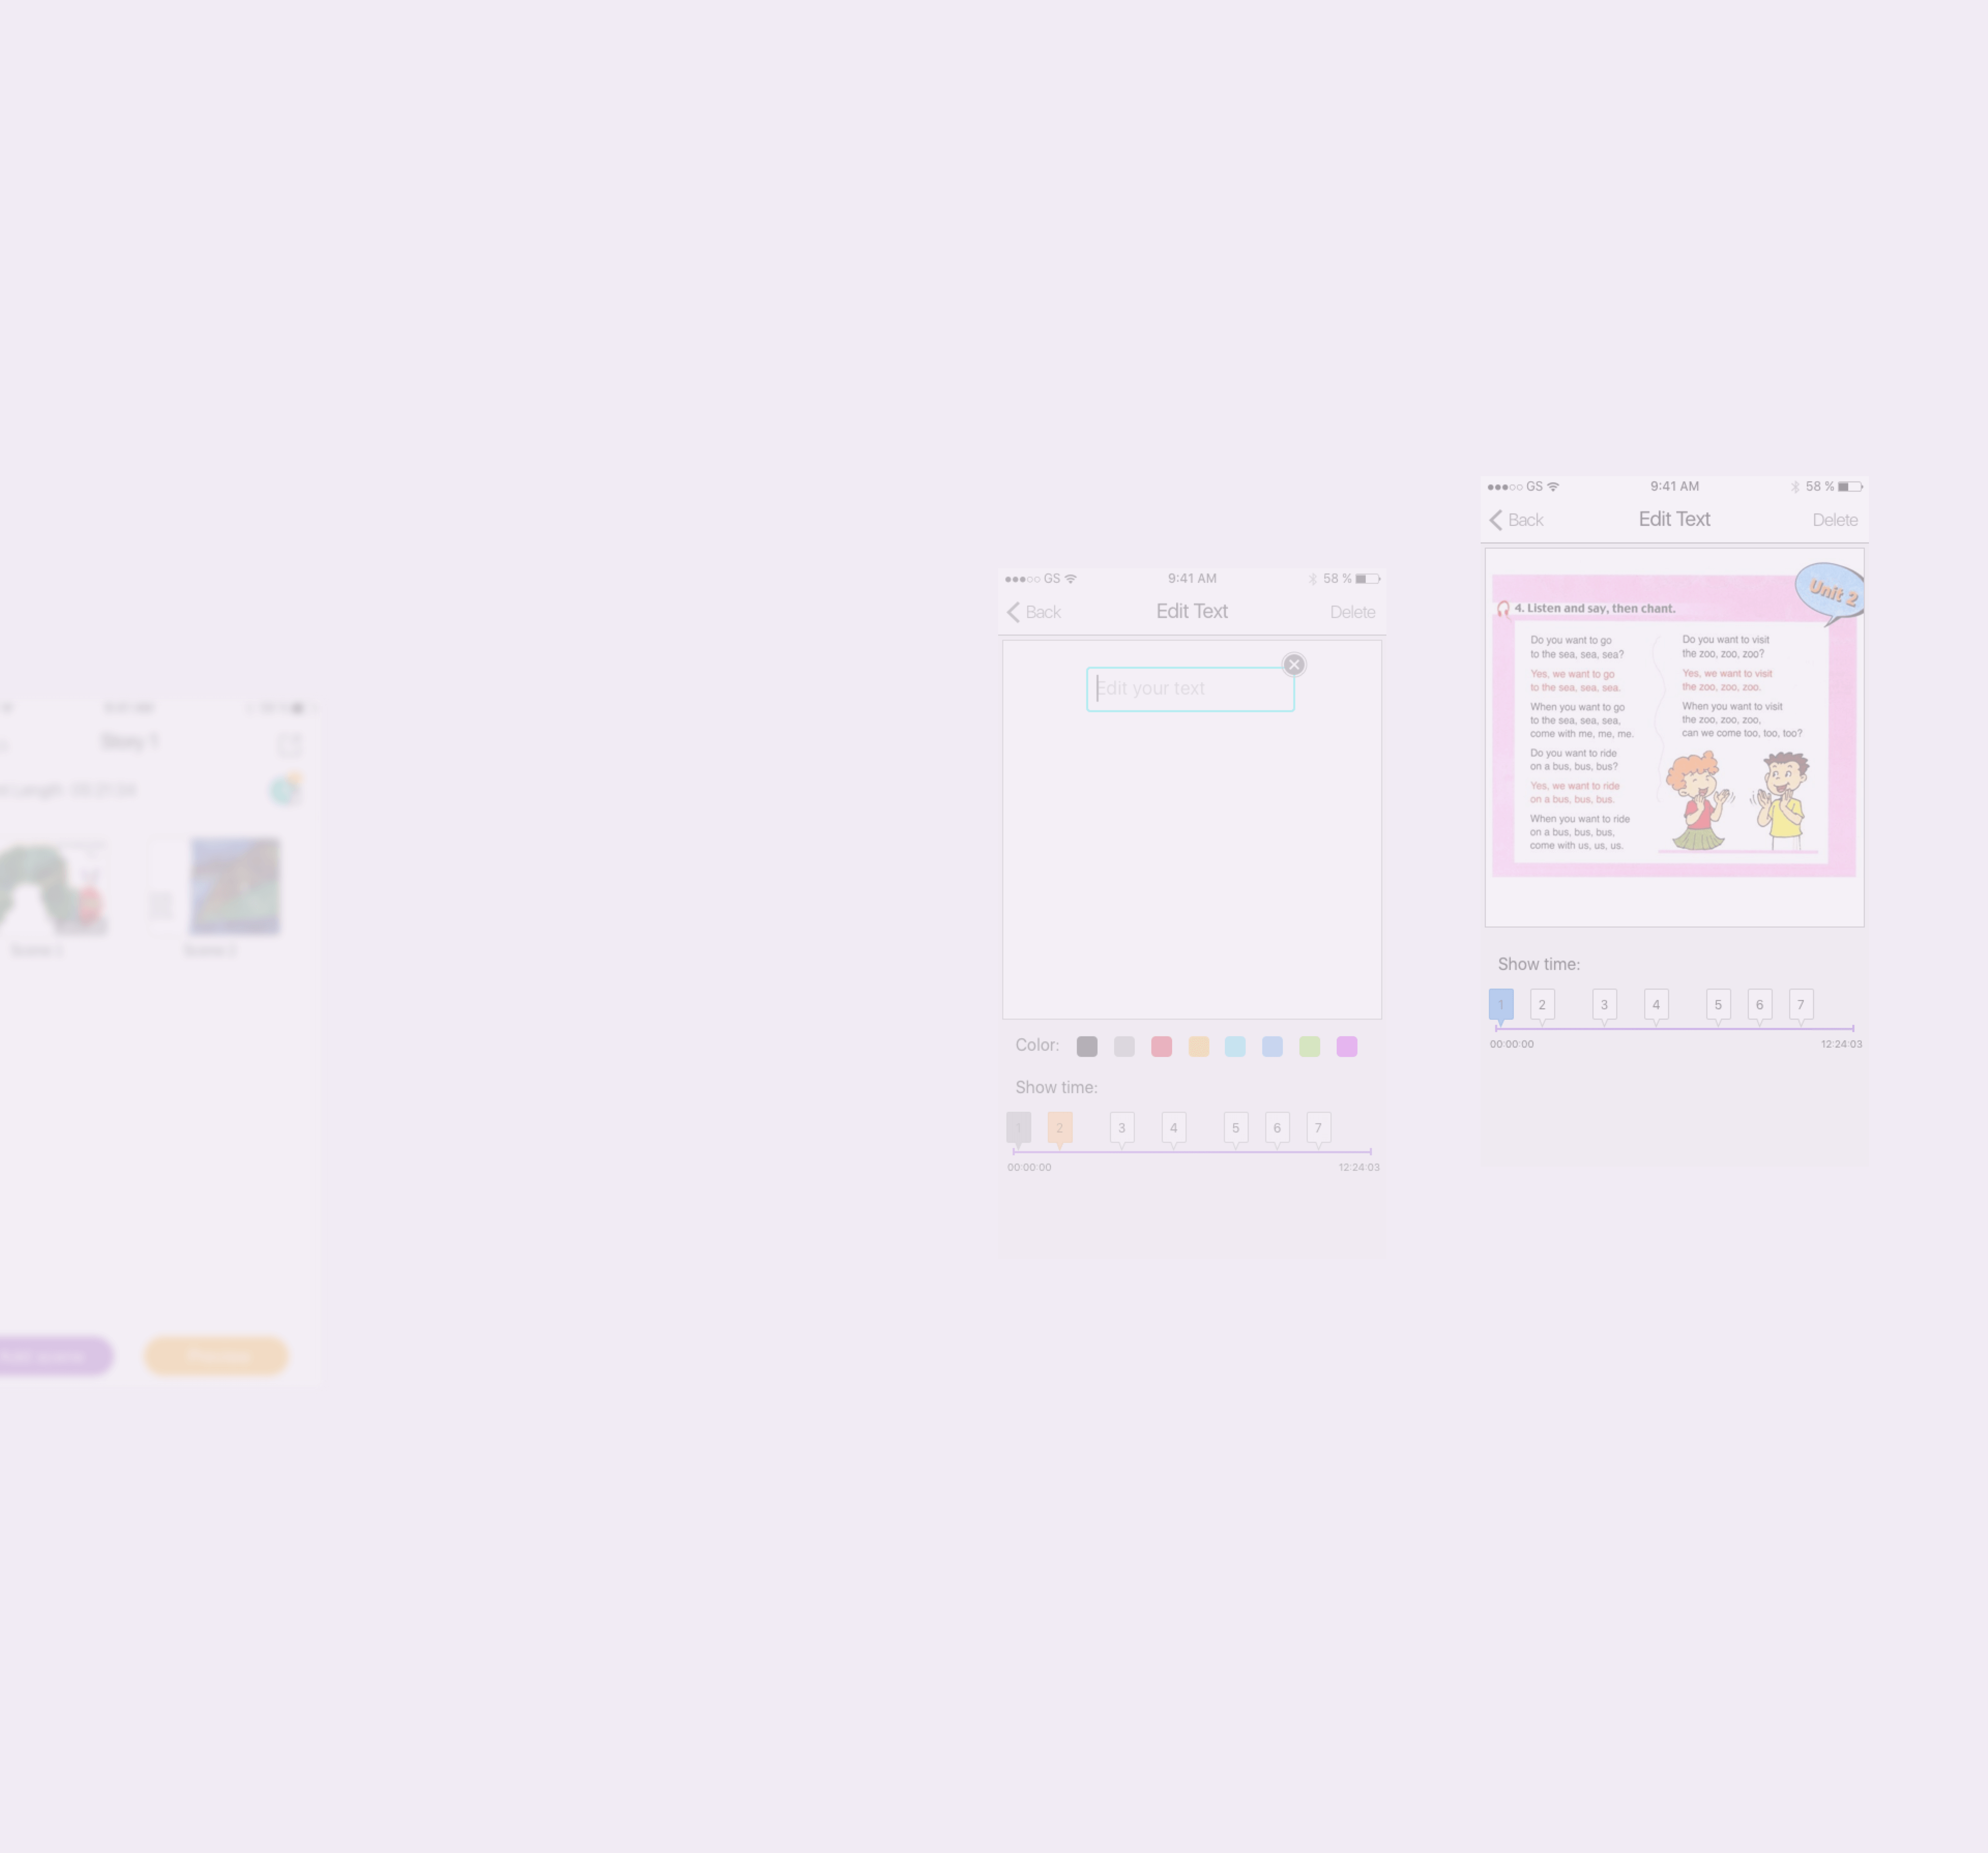 Story 1
●●●○○ GS 9:41 AM 58 %
Back Edit Text Delete
Edit your text
Color:
Show time:
1 2 3 4 5 6 7
00:00:00 12:24:03
●●●○○ GS 9:41 AM 58 %
Back Edit Text Delete
Unit 2
4. Listen and say, then chant.
Do you want to go
to the sea, sea, sea?
Yes, we want to go
to the sea, sea, sea.
When you want to go
to the sea, sea, sea,
come with me, me, me.
Do you want to ride
on a bus, bus, bus?
Yes, we want to ride
on a bus, bus, bus.
When you want to ride
on a bus, bus, bus,
come with us, us, us.
Do you want to visit
the zoo, zoo, zoo?
Yes, we want to visit
the zoo, zoo, zoo.
When you want to visit
the zoo, zoo, zoo,
can we come too, too, too?
Show time:
1 2 3 4 5 6 7
00:00:00 12:24:03